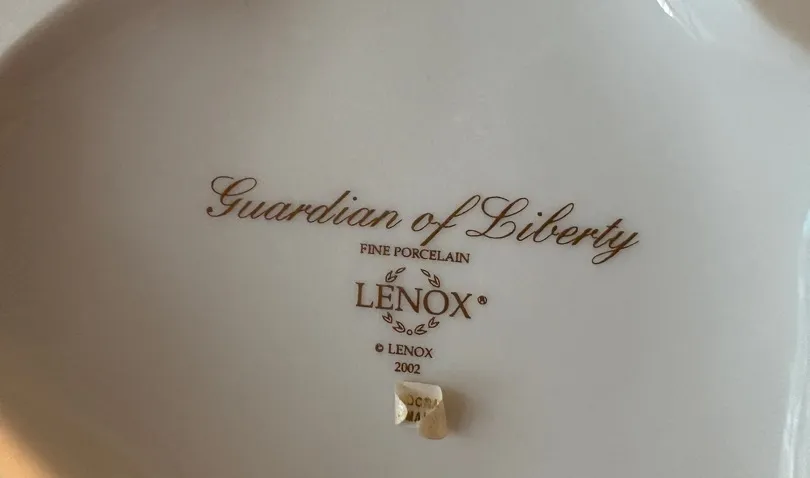 Guardian of Liberty
FINE PORCELAIN
LENOX®
© LENOX
2002